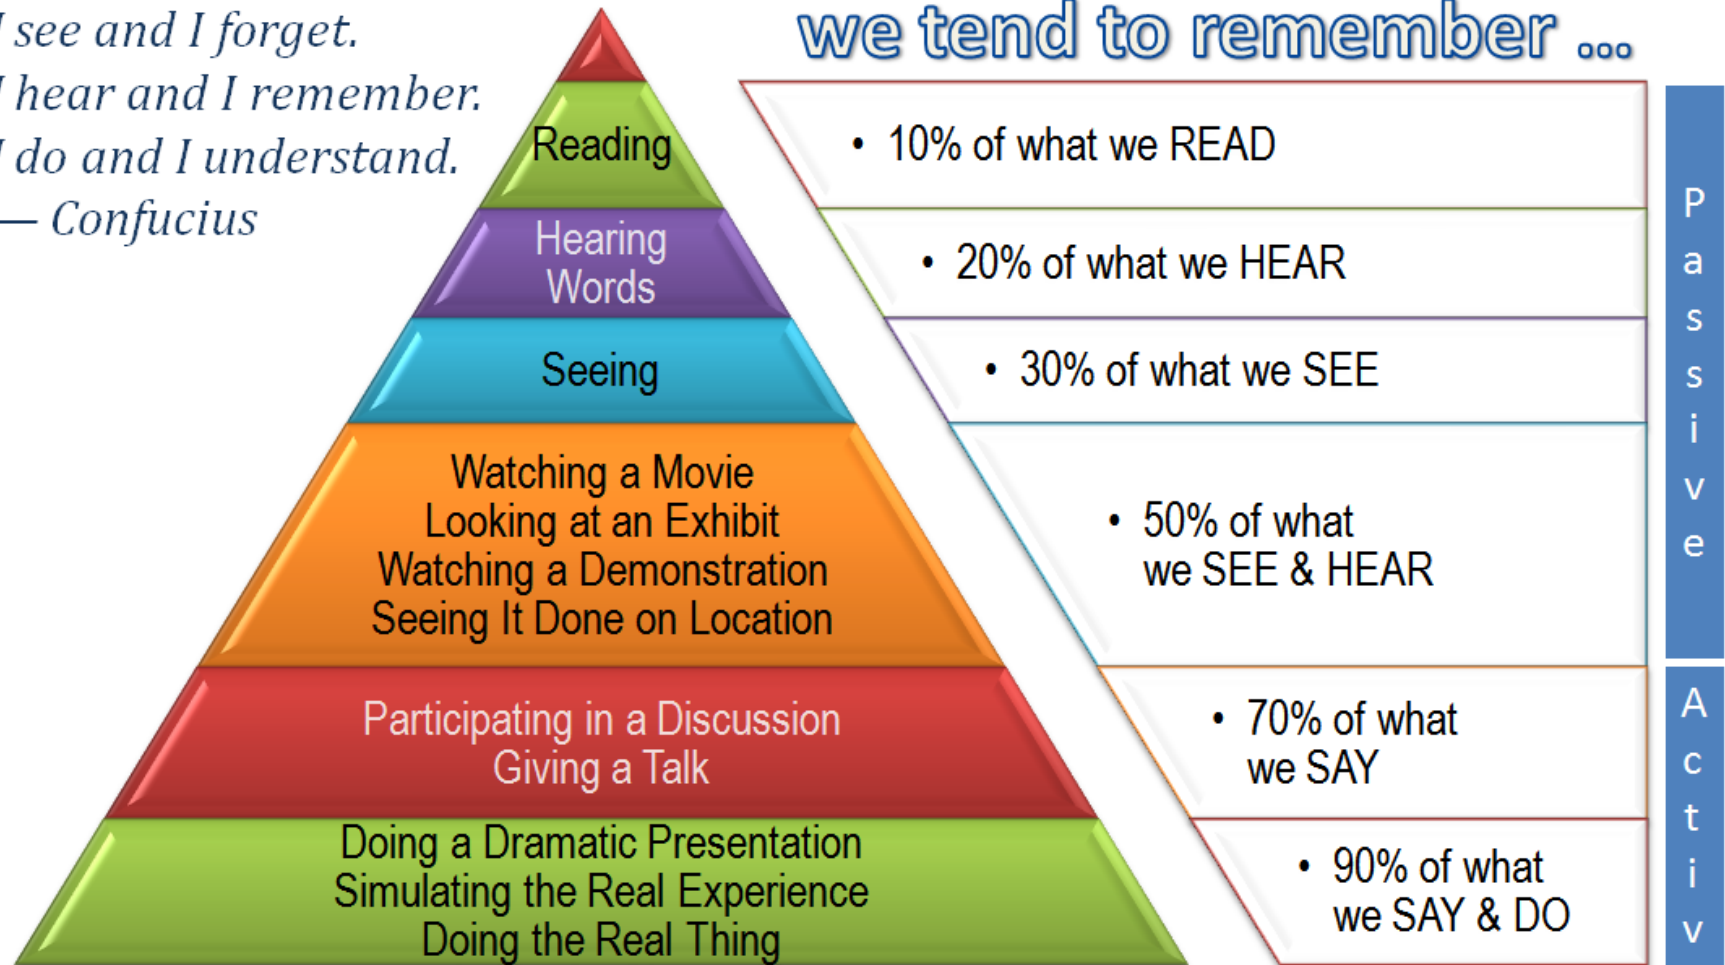 I see and I forget.
I hear and I remember.
I do and I understand.
— Confucius
we tend to remember ...
Reading
• 10% of what we READ
Hearing
Words
• 20% of what we HEAR
Seeing
• 30% of what we SEE
Watching a Movie
Looking at an Exhibit
Watching a Demonstration
Seeing It Done on Location
• 50% of what
we SEE & HEAR
Participating in a Discussion
Giving a Talk
• 70% of what
we SAY
Doing a Dramatic Presentation
Simulating the Real Experience
Doing the Real Thing
• 90% of what
we SAY & DO
Passive
Activ